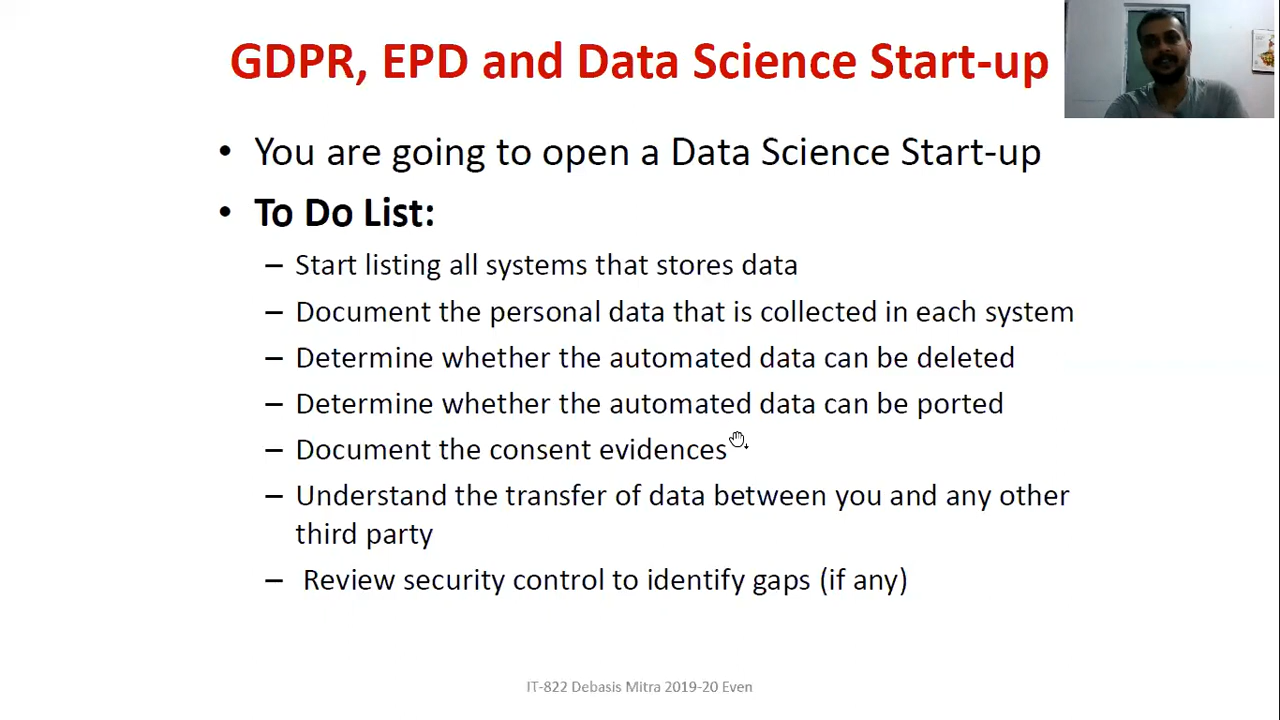 GDPR, EPD and Data Science Start-up
• You are going to open a Data Science Start-up
• To Do List:
– Start listing all systems that stores data
– Document the personal data that is collected in each system
– Determine whether the automated data can be deleted
– Determine whether the automated data can be ported
– Document the consent evidences
– Understand the transfer of data between you and any other
third party
– Review security control to identify gaps (if any)
IT-822 Debasis Mitra 2019-20 Even